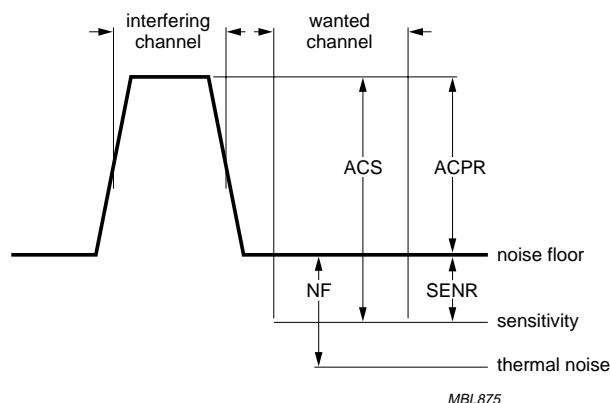 interfering
channel
wanted
channel
ACS
ACPR
noise floor
NF
SENR
sensitivity
thermal noise
MBL875